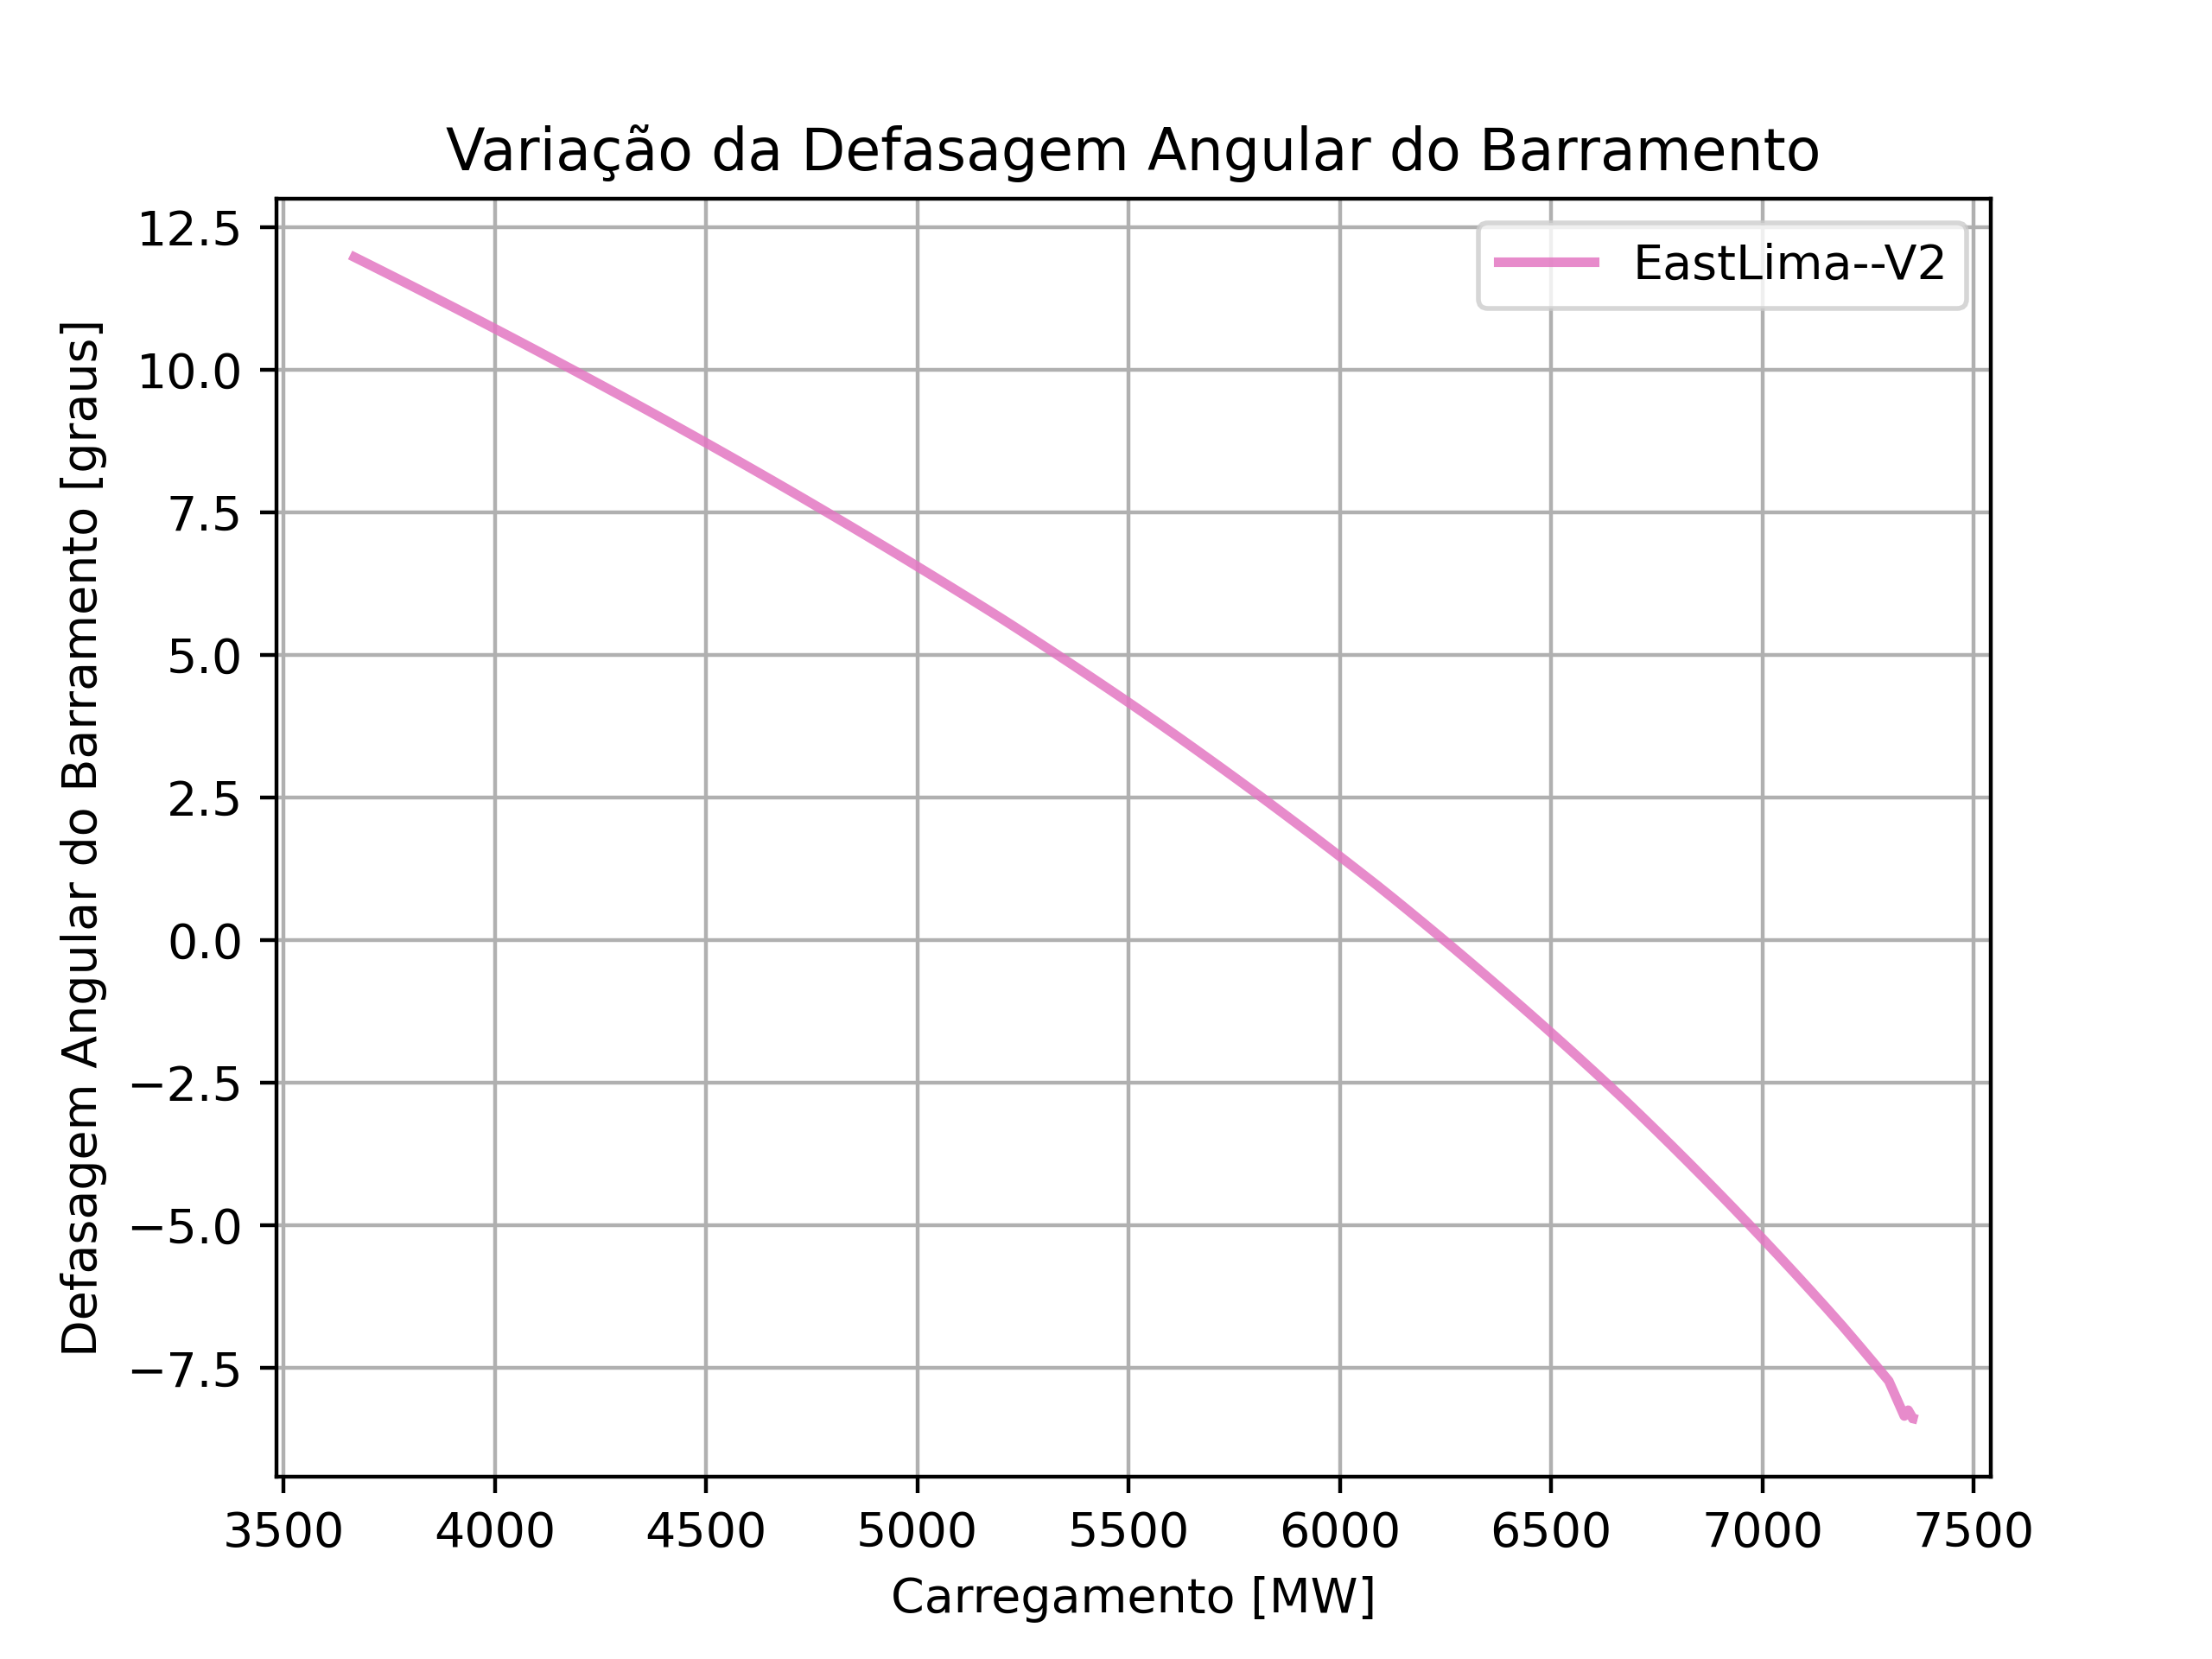 Variação da Defasagem Angular do Barramento
EastLima--V2
Defasagem Angular do Barramento [graus]
12.5
10.0
7.5
5.0
2.5
0.0
−2.5
−5.0
−7.5
3500 4000 4500 5000 5500 6000 6500 7000 7500
Carregamento [MW]